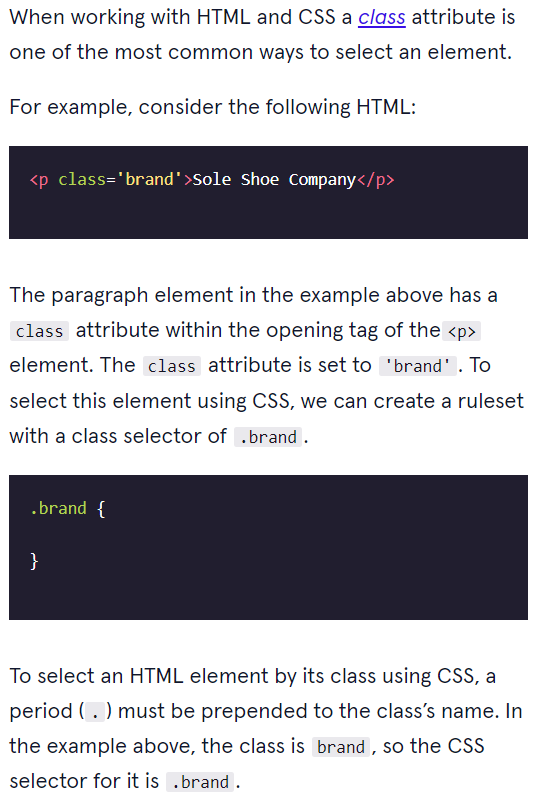 When working with HTML and CSS a class attribute is
one of the most common ways to select an element.
For example, consider the following HTML:
<p class='brand'>Sole Shoe Company</p>
The paragraph element in the example above has a
class attribute within the opening tag of the <p>
element. The class attribute is set to 'brand'. To
select this element using CSS, we can create a ruleset
with a class selector of .brand.
.brand {
}
To select an HTML element by its class using CSS, a
period (.) must be prepended to the class’s name. In
the example above, the class is brand, so the CSS
selector for it is .brand.